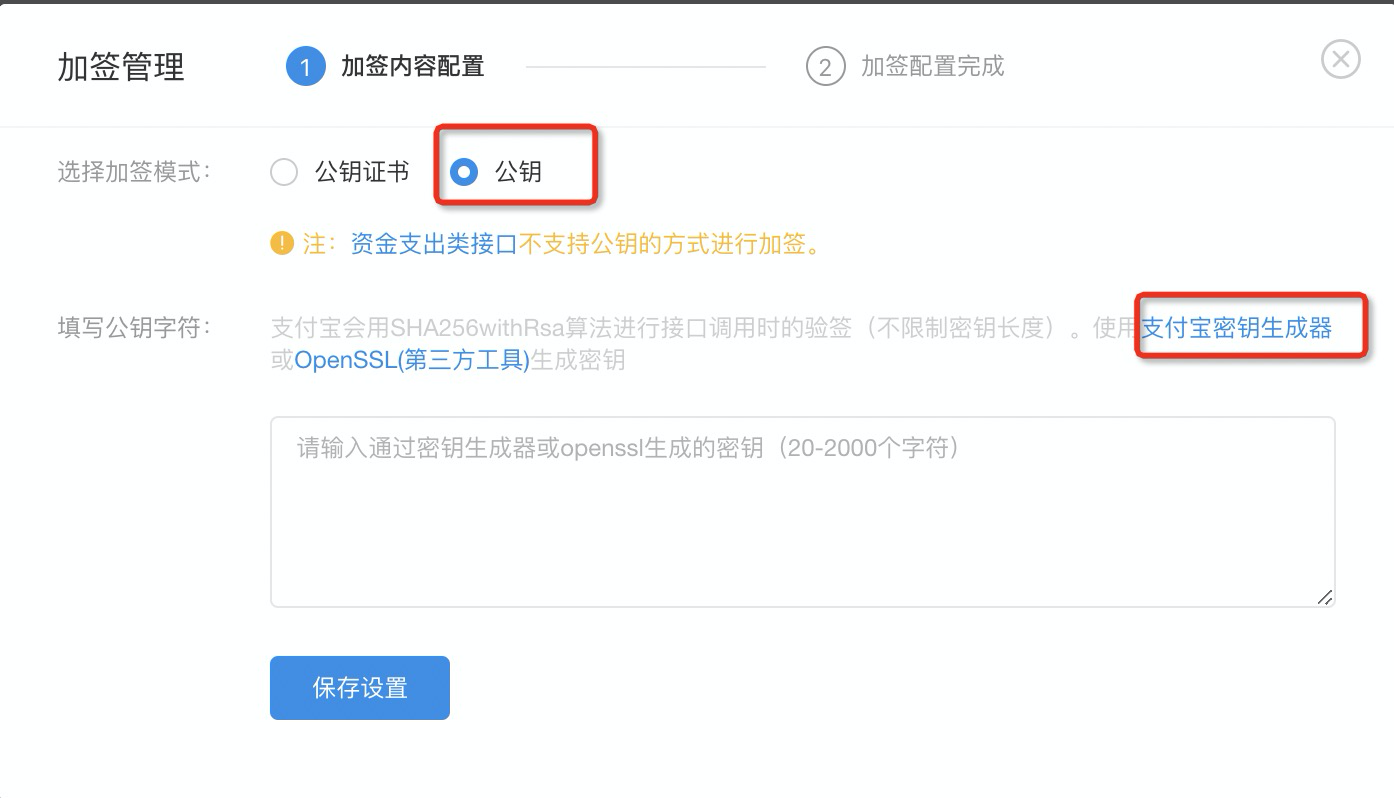 加签管理
1 加签内容配置
2 加签配置完成
选择加签模式：
公钥证书
公钥
! 注：资金支出类接口不支持公钥的方式进行加签。
填写公钥字符：
支付宝会用SHA256withRsa算法进行接口调用时的验签（不限制密钥长度）。使用支付宝密钥生成器
或OpenSSL(第三方工具)生成密钥
请输入通过密钥生成器或openssl生成的密钥（20-2000个字符）
保存设置